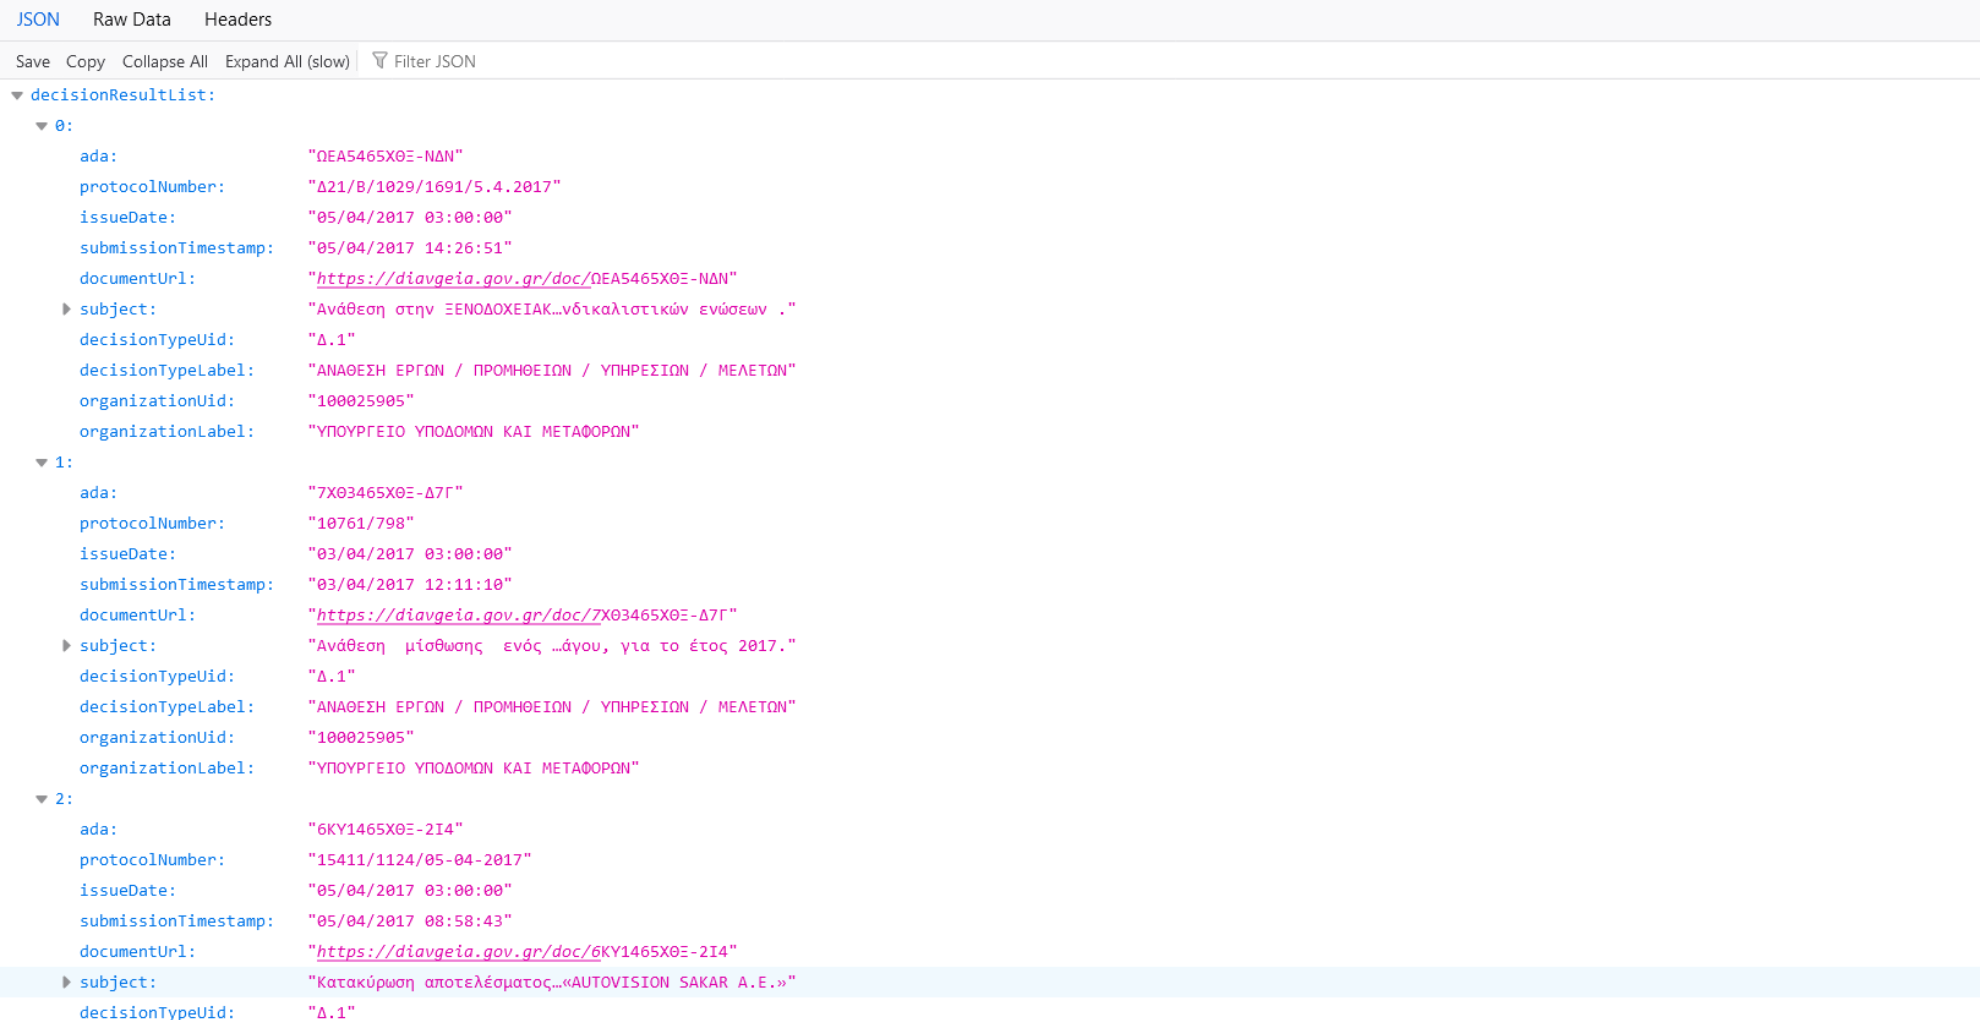 JSON Raw Data Headers
Save Copy Collapse All Expand All (slow) Filter JSON
decisionResultList:
0:
ada: "ΩΕΑ5465ΧΘΞ-ΝΔΝ"
protocolNumber: "Δ21/Β/1029/1691/5.4.2017"
issueDate: "05/04/2017 03:00:00"
submissionTimestamp: "05/04/2017 14:26:51"
documentUrl: "https://diavgeia.gov.gr/doc/ΩΕΑ5465ΧΘΞ-ΝΔΝ"
subject: "Ανάθεση στην ΞΕΝΟΔΟΧΕΙΑΚ…νδικαλιστικών ενώσεων ."
decisionTypeUid: "Δ.1"
decisionTypeLabel: "ΑΝΑΘΕΣΗ ΕΡΓΩΝ / ΠΡΟΜΗΘΕΙΩΝ / ΥΠΗΡΕΣΙΩΝ / ΜΕΛΕΤΩΝ"
organizationUid: "100025905"
organizationLabel: "ΥΠΟΥΡΓΕΙΟ ΥΠΟΔΟΜΩΝ ΚΑΙ ΜΕΤΑΦΟΡΩΝ"
1:
ada: "7ΧΘ3465ΧΘΞ-Δ7Γ"
protocolNumber: "10761/798"
issueDate: "03/04/2017 03:00:00"
submissionTimestamp: "03/04/2017 12:11:10"
documentUrl: "https://diavgeia.gov.gr/doc/7ΧΘ3465ΧΘΞ-Δ7Γ"
subject: "Ανάθεση  μίσθωσης  ενός …άγου, για το έτος 2017."
decisionTypeUid: "Δ.1"
decisionTypeLabel: "ΑΝΑΘΕΣΗ ΕΡΓΩΝ / ΠΡΟΜΗΘΕΙΩΝ / ΥΠΗΡΕΣΙΩΝ / ΜΕΛΕΤΩΝ"
organizationUid: "100025905"
organizationLabel: "ΥΠΟΥΡΓΕΙΟ ΥΠΟΔΟΜΩΝ ΚΑΙ ΜΕΤΑΦΟΡΩΝ"
2:
ada: "6ΚΥ1465ΧΘΞ-2Ι4"
protocolNumber: "15411/1124/05-04-2017"
issueDate: "05/04/2017 03:00:00"
submissionTimestamp: "05/04/2017 08:58:43"
documentUrl: "https://diavgeia.gov.gr/doc/6ΚΥ1465ΧΘΞ-2Ι4"
subject: "Κατακύρωση αποτελέσματος…«AUTOVISION SAKAR A.E.»"
decisionTypeUid: "Δ.1"